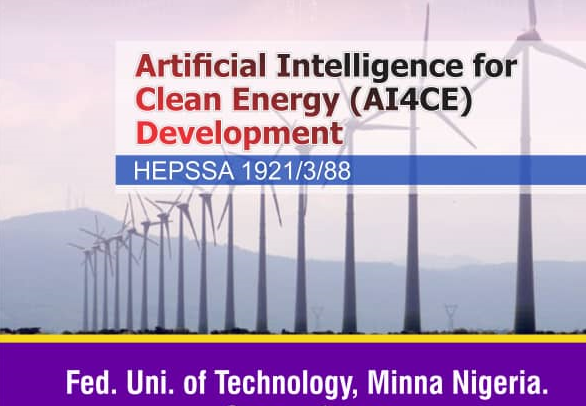 Artificial Intelligence for
Clean Energy (AI4CE)
Development
HEPSSA 1921/3/88
Fed. Uni. of Technology, Minna Nigeria.